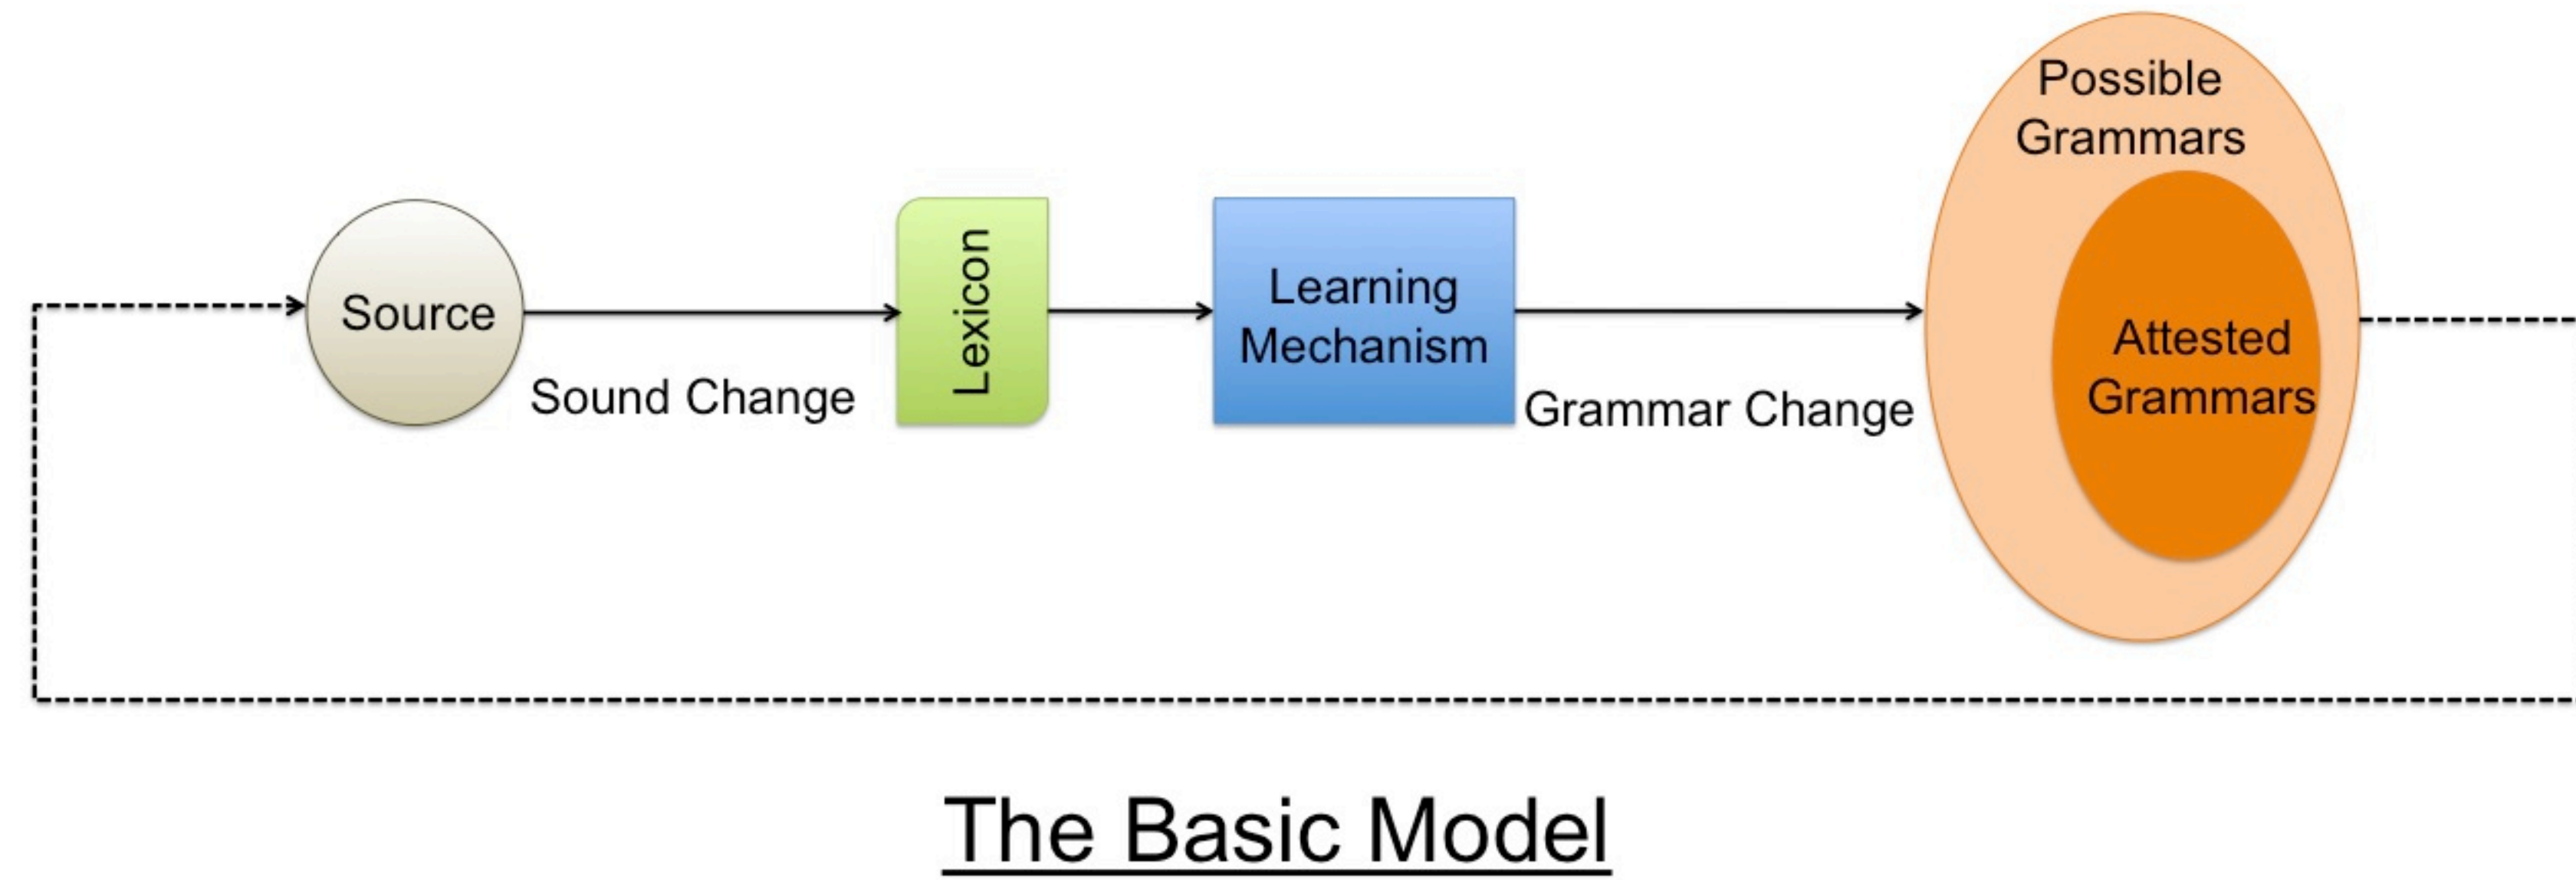 Source
Sound Change
Lexicon
Learning
Mechanism
Grammar Change
Possible
Grammars
Attested
Grammars
The Basic Model